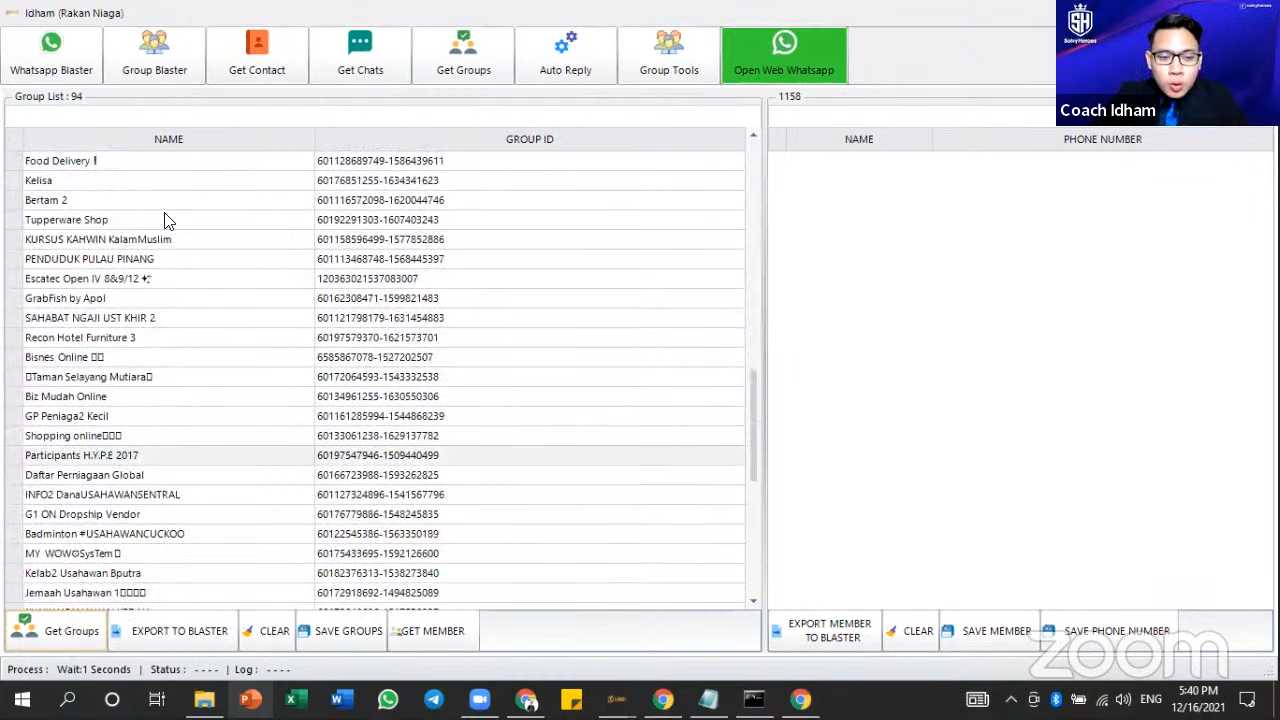 Idham (Rakan Niaga)
Whatsapp Blaster
Group Blaster
Get Contact
Get Chats
Get Groups
Auto Reply
Group Tools
Open Web Whatsapp
SH
SalvyHeroes
salvyheroes
Coach Idham
Group List : 94
1158
NAME GROUP ID
NAME PHONE NUMBER
Food Delivery 601128689749-1586439611
Kelisa 60176851255-1634341623
Bertam 2 601116572098-1620044746
Tupperware Shop 60192291303-1607403243
KURSUS KAHWIN KalamMuslim 601158596499-1577852886
PENDUDUK PULAU PINANG 601113468748-1568445397
Escatec Open IV 8&9/12 120363021537083007
GrabFish by Apol 60162308471-1599821483
SAHABAT NGAJI UST KHIR 2 601121798179-1631454883
Recon Hotel Furniture 3 60197579370-1621573701
Bisnes Online 6585867078-1527202507
Taman Selayang Mutiara 60172064593-1543332538
Biz Mudah Online 60134961255-1630550306
GP Peniaga2 Kecil 601161285994-1544868239
Shopping online 60133061238-1629137782
Participants H.Y.P.E 2017 60197547946-1509440499
Daftar Perniagaan Global 60166723988-1593262825
INFO2 DanaUSAHAWANSENTRAL 601127324896-1541567796
G1 ON Dropship Vendor 60176779886-1548245835
Badminton #USAHAWANCUCKOO 60122545386-1563350189
MY WOW⊙SysTem 60175433695-1592126600
Kelab2 Usahawan Bputra 60182376313-1538273840
Jemaah Usahawan 1 60172918692-1494825089
Get Groups
EXPORT TO BLASTER
CLEAR
SAVE GROUPS
GET MEMBER
EXPORT MEMBER
TO BLASTER
CLEAR
SAVE MEMBER
SAVE PHONE NUMBER
zoom
Process : Wait:1 Seconds | Status : - - - - | Log : - - - -
ENG
5:40 PM
12/16/2021